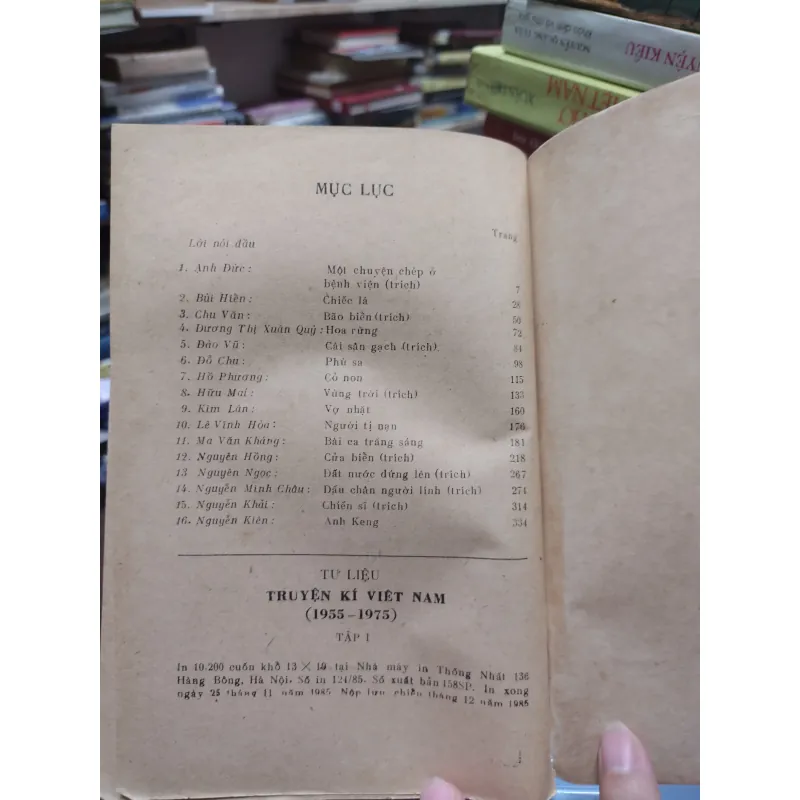 NGUYỄN QUẢNG TUÂN
YỆN KIỀU
VIỆT NAM
MỤC LỤC
Trang
Lời nói đầu
1. Anh Đức: Một chuyện chép ở
bệnh viện (trích) 7
2. Bùi Hiển: Chiếc lá 28
3. Chu Văn: Bão biển (trích) 56
4. Dương Thị Xuân Quý: Hoa rừng 72
5. Đào Vũ: Cái sân gạch (trích). 84
6. Đỗ Chu: Phù sa 98
7. Hồ Phương: Cỏ non 115
8. Hữu Mai: Vùng trời (trích) 133
9. Kim Lân: Vợ nhặt 160
10. Lê Vĩnh Hòa: Người tị nạn 176
11. Ma Văn Kháng: Bài ca trăng sáng 181
12. Nguyên Hồng: Cửa biển (trích) 218
13 Nguyên Ngọc: Đất nước đứng lên (trích) 267
14. Nguyễn Minh Châu: Dấu chân người lính (trích) 274
15. Nguyễn Khải: Chiến sĩ (trích) 314
16. Nguyễn Kiên: Anh Keng 334
TƯ LIỆU
TRUYỆN KÍ VIỆT NAM
(1955-1975)
TẬP I
In 40.200 cuốn khổ 13 × 19 tại Nhà máy in Thống Nhất 136
Hàng Bông, Hà Nội. Số in 124/85. Số xuất bản 158SP. In xong
ngày 25 tháng 11 năm 1985. Nộp lưu chiểu tháng 12 năm 1985